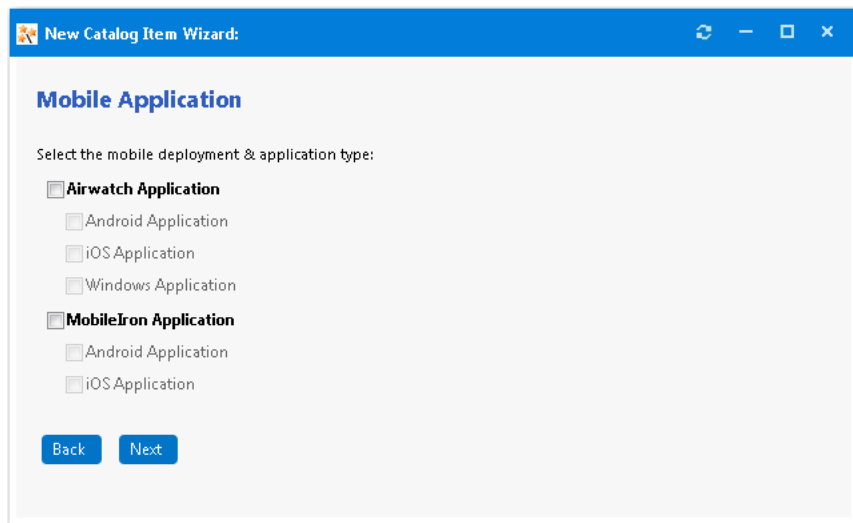 New Catalog Item Wizard:
Mobile Application
Select the mobile deployment & application type:
Airwatch Application
Android Application
iOS Application
Windows Application
MobileIron Application
Android Application
iOS Application
Back Next